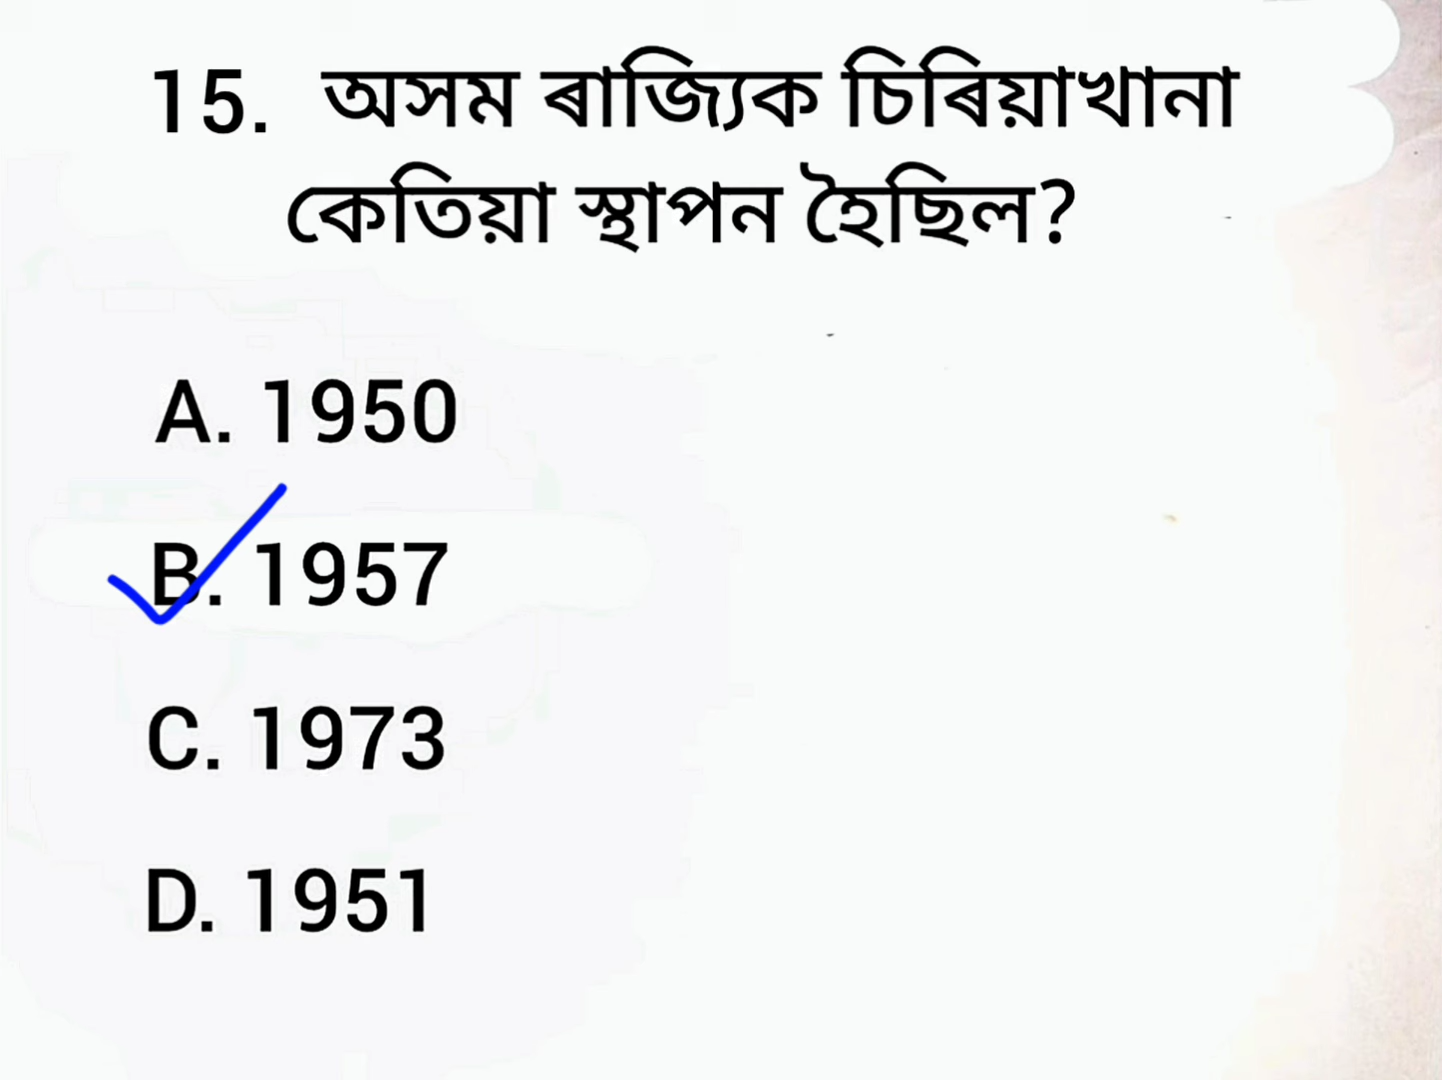 15. অসম ৰাজ্যিক চিৰিয়াখানা
কেতিয়া স্থাপন হৈছিল?
A. 1950
B. 1957
C. 1973
D. 1951